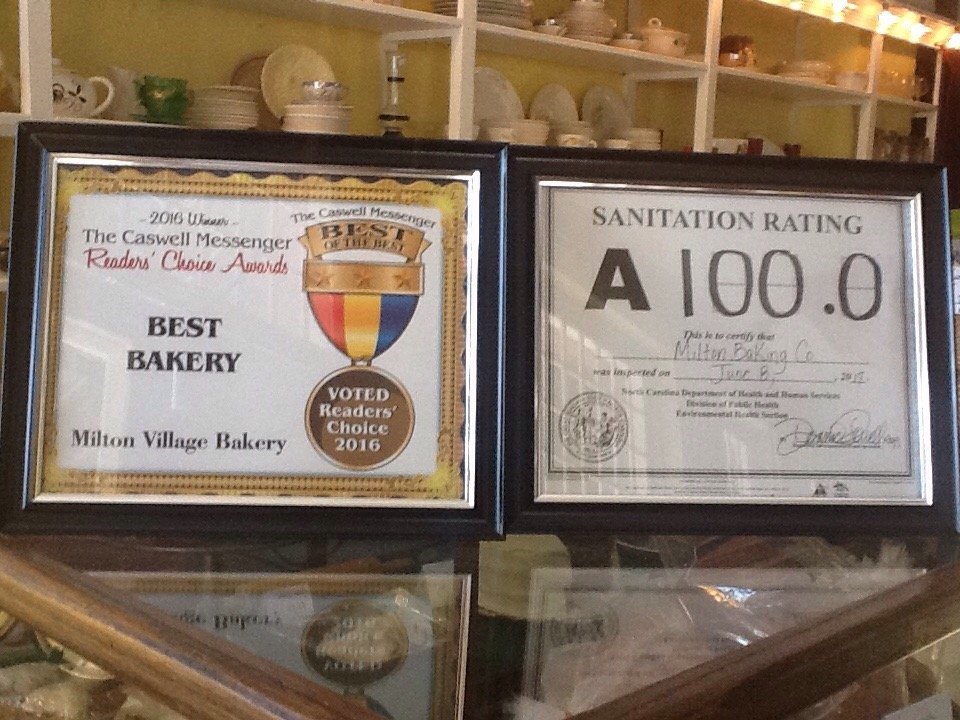 - 2016 Winner -
The Caswell Messenger
Readers' Choice Awards
BEST
BAKERY
Milton Village Bakery
The Caswell Messenger
BEST
OF THE BEST
VOTED
Readers'
Choice
2016
SANITATION RATING
A 100.0
This is to certify that
Milton Baking Co
was inspected on June 8, 20
North Carolina Department of Health and Human Services
Division of Public Health
Environmental Health Section